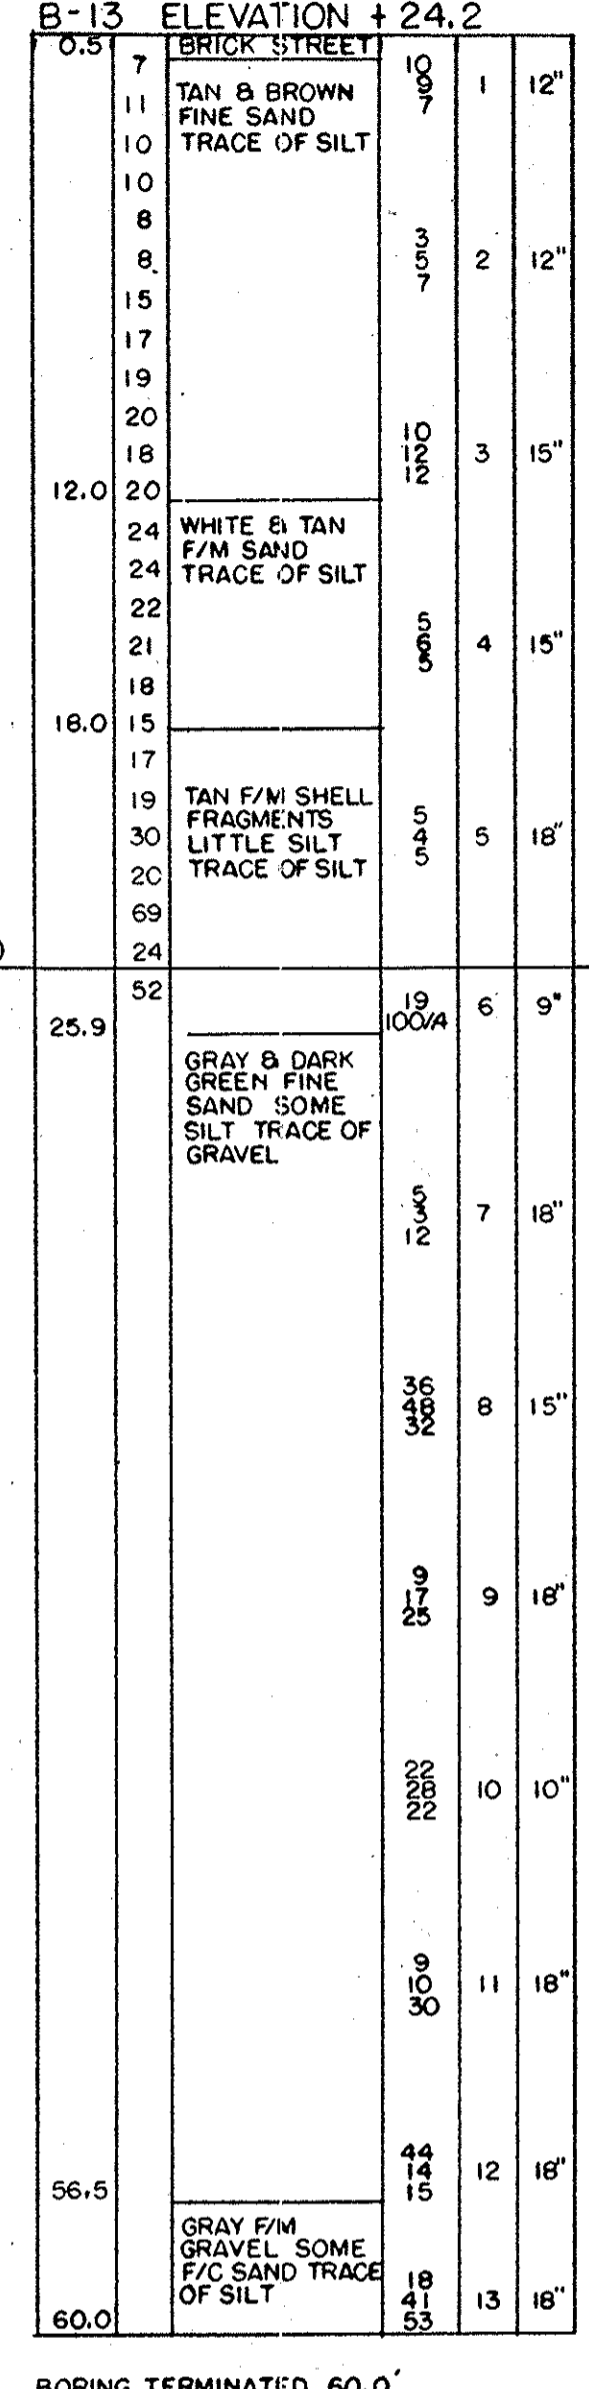 B-13 ELEVATION +24.2
0.5 BRICK STREET
7 10
9 1 12"
11 TAN & BROWN 7
FINE SAND
10 TRACE OF SILT
10
8
3
8 5 2 12"
7
15
17
19
20
10
18 12 3 15"
12
12.0 20
24 WHITE & TAN
F/M SAND
24 TRACE OF SILT
22
5
21 6 4 15"
5
18
18.0 15
17
19 TAN F/M SHELL
FRAGMENTS 5
30 LITTLE SILT 4 5 18"
TRACE OF SILT 5
20
69
24
52 19 6 9"
25.9 100/A
GRAY & DARK
GREEN FINE
SAND SOME
SILT TRACE OF
GRAVEL
5
3 7 18"
12
36
48 8 15"
32
9
17 9 18"
25
22
28 10 10"
22
9
10 11 18"
30
44
14 12 18"
56.5 15
GRAY F/M
GRAVEL SOME
F/C SAND TRACE 18
OF SILT 41 13 18"
60.0 53
BORING TERMINATED 60.0'